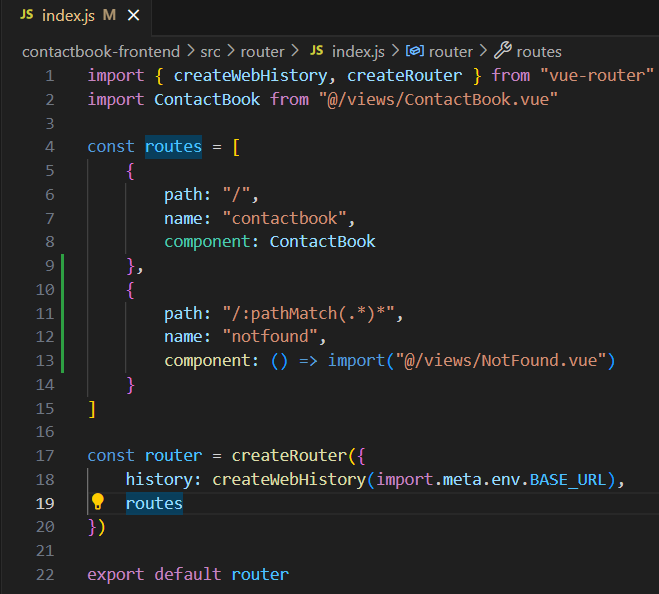 JS index.js M ×
contactbook-frontend > src > router > JS index.js > router > routes
1 import { createWebHistory, createRouter } from "vue-router"
2 import ContactBook from "@/views/ContactBook.vue"
3
4 const routes = [
5     {
6         path: "/",
7         name: "contactbook",
8         component: ContactBook
9     },
10     {
11         path: "/:pathMatch(.*)*",
12         name: "notfound",
13         component: () => import("@/views/NotFound.vue")
14     }
15 ]
16
17 const router = createRouter({
18     history: createWebHistory(import.meta.env.BASE_URL),
19     routes
20 })
21
22 export default router